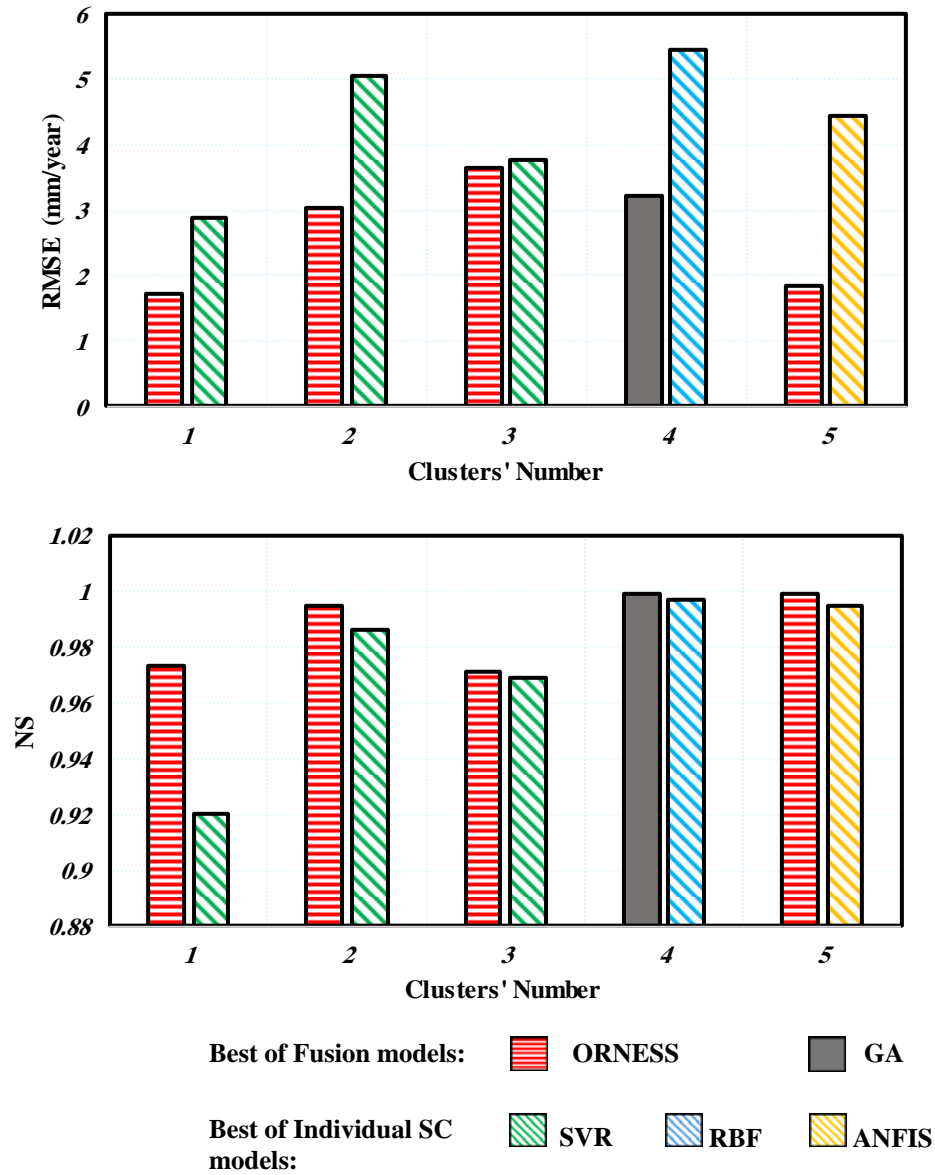 6
5
4
3
2
1
0
RMSE (mm/year)
1 2 3 4 5
Clusters' Number
1.02
1
0.98
0.96
0.94
0.92
0.9
0.88
NS
1 2 3 4 5
Clusters' Number
Best of Fusion models: ORNESS GA
Best of Individual SC models: SVR RBF ANFIS